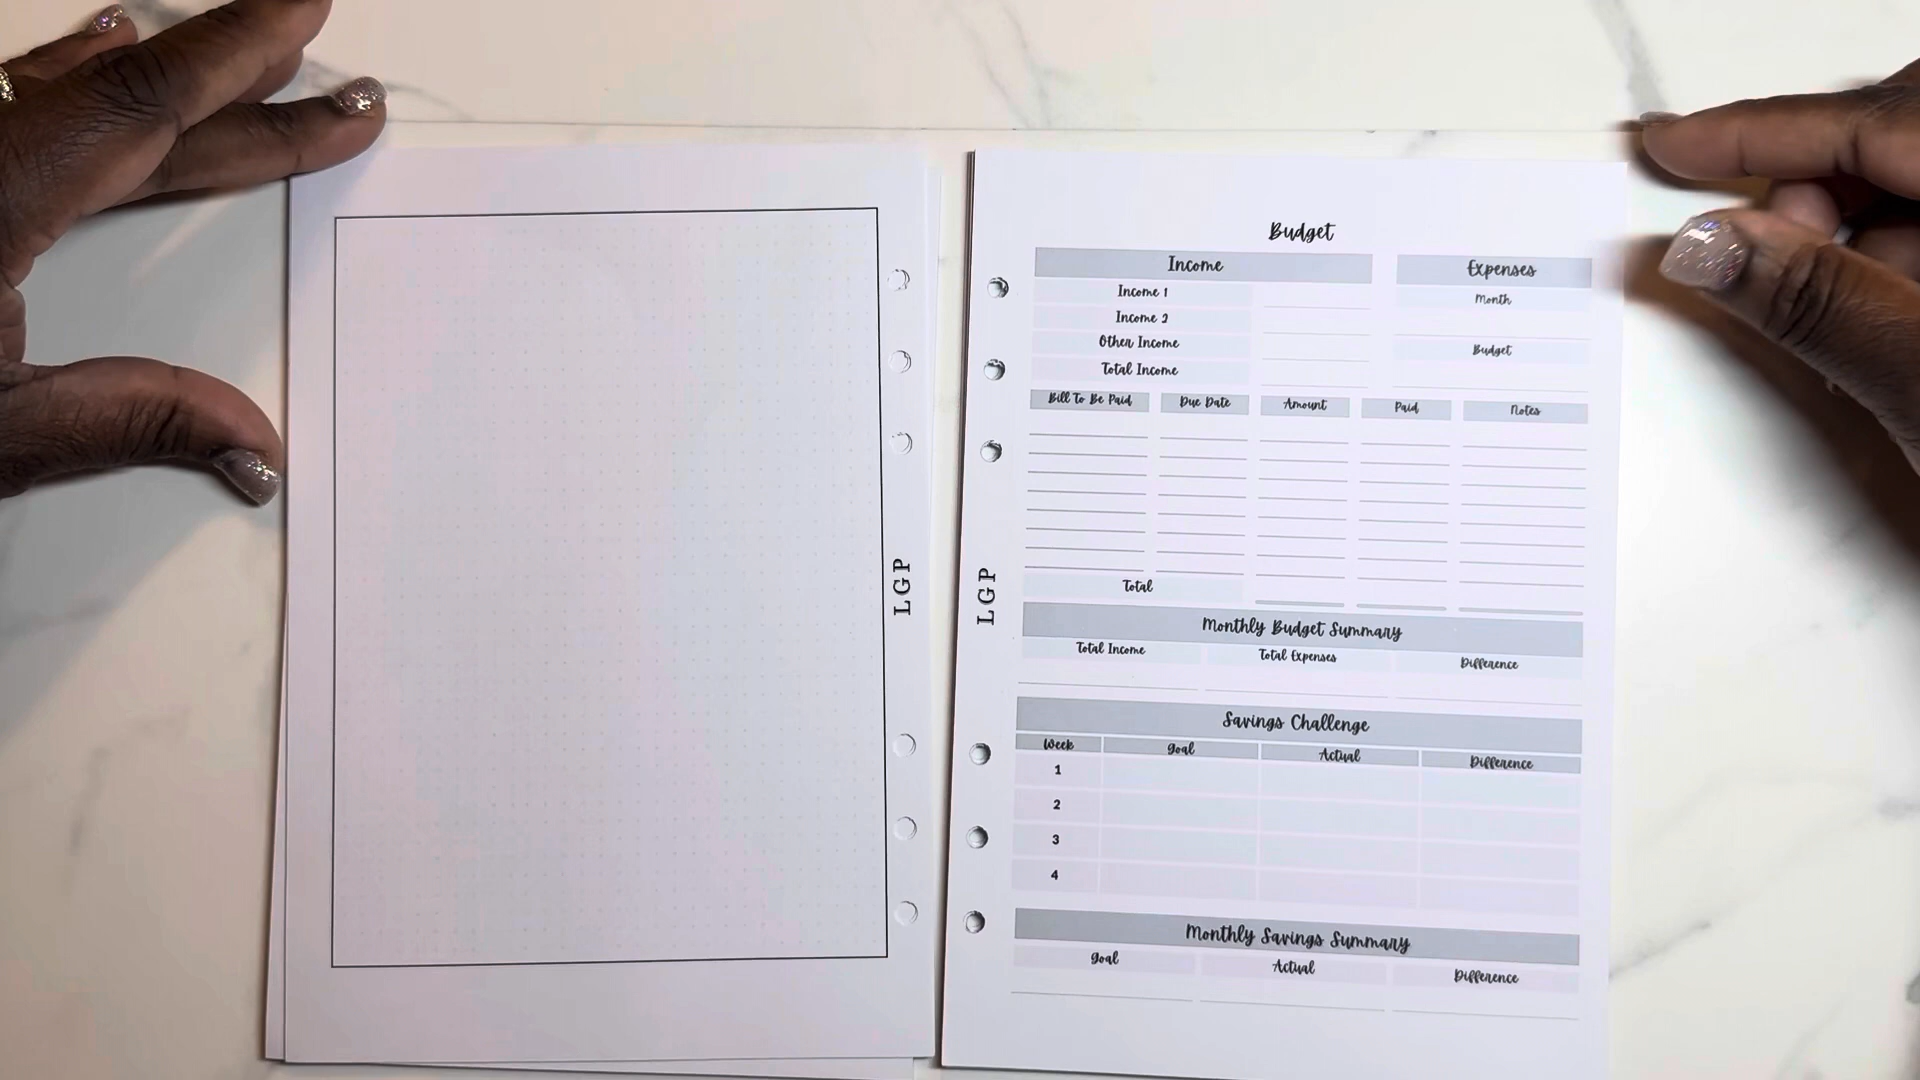 LGP
LGP
Budget
Income
Expenses
Income 1
Month
Income 2
Other Income
Budget
Total Income
Bill To Be Paid Due Date Amount Paid Notes
Total
Monthly Budget Summary
Total Income Total Expenses Difference
Savings Challenge
Week Goal Actual Difference
1
2
3
4
Monthly Savings Summary
Goal Actual Difference